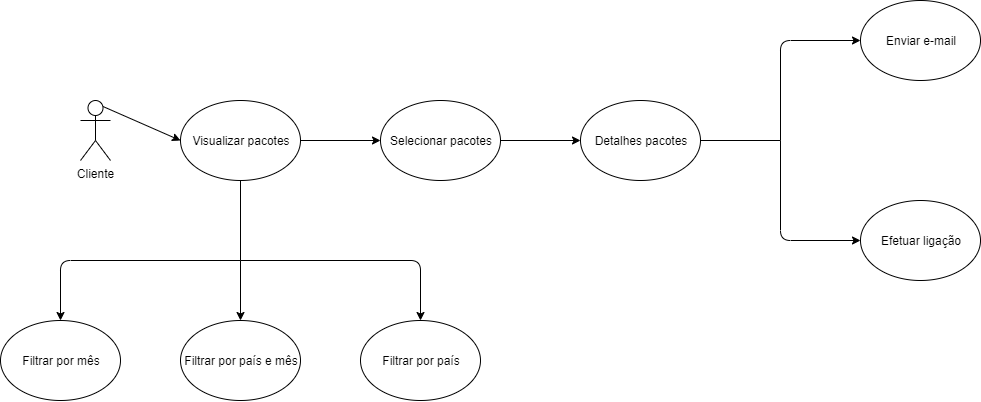 Enviar e-mail
Cliente
Visualizar pacotes
Selecionar pacotes
Detalhes pacotes
Efetuar ligação
Filtrar por mês
Filtrar por país e mês
Filtrar por país